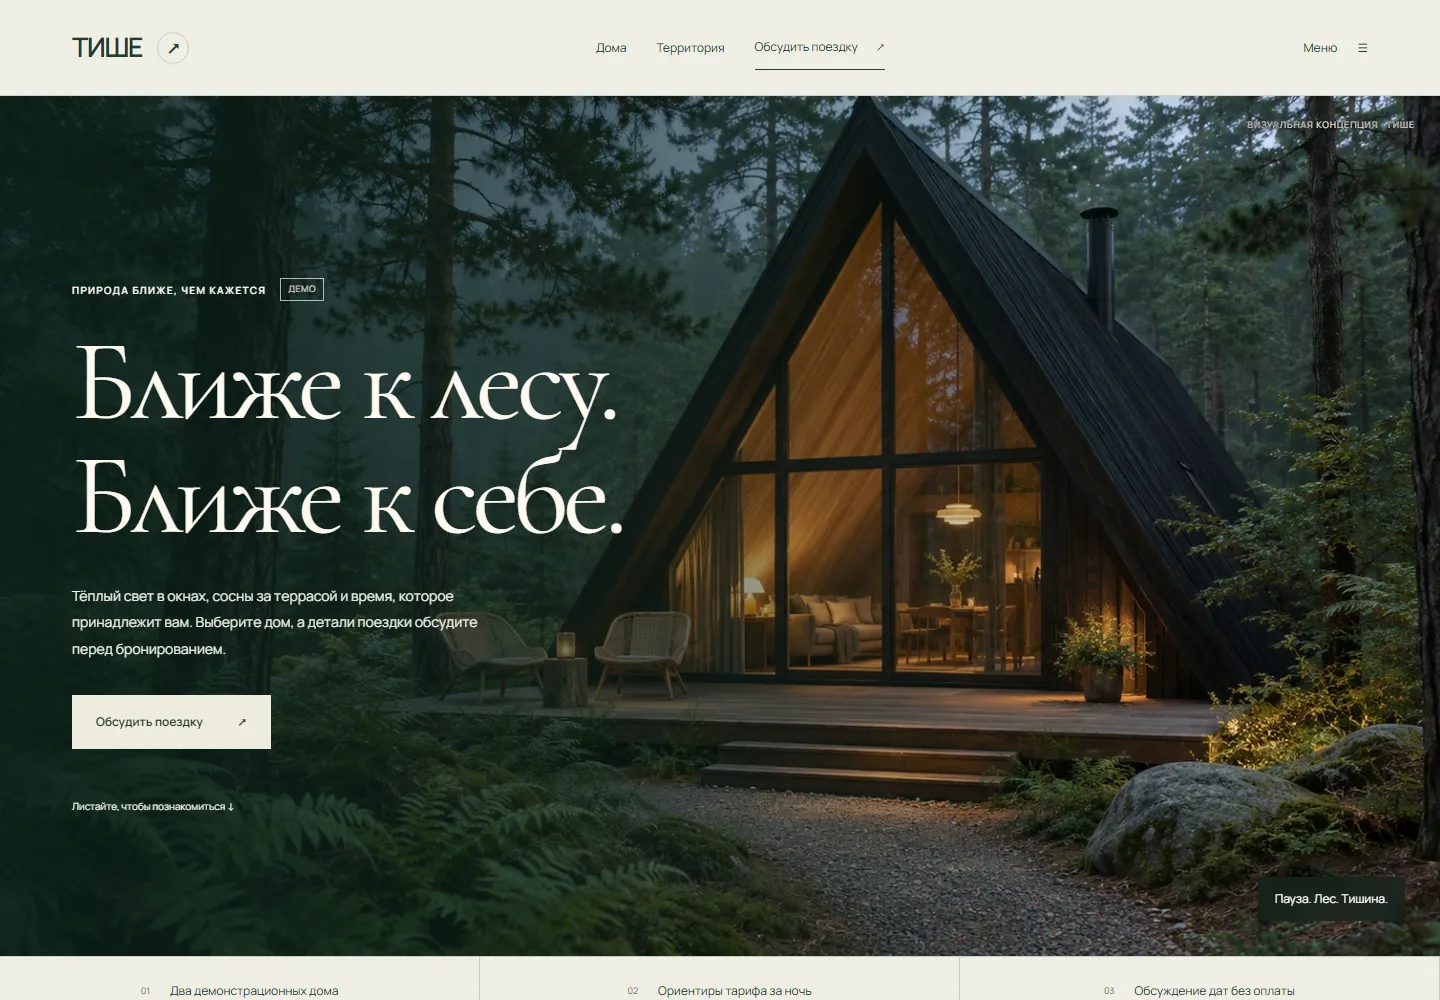 ТИШЕ ↗
Дома
Территория
Обсудить поездку ↗
Меню ☰
ВИЗУАЛЬНАЯ КОНЦЕПЦИЯ · ТИШЕ
ПРИРОДА БЛИЖЕ, ЧЕМ КАЖЕТСЯ
ДЕМО
Ближе к лесу.
Ближе к себе.
Тёплый свет в окнах, сосны за террасой и время, которое
принадлежит вам. Выберите дом, а детали поездки обсудите
перед бронированием.
Обсудить поездку ↗
Листайте, чтобы познакомиться ↓
Пауза. Лес. Тишина.
01 Два демонстрационных дома
02 Ориентиры тарифа за ночь
03 Обсуждение дат без оплаты